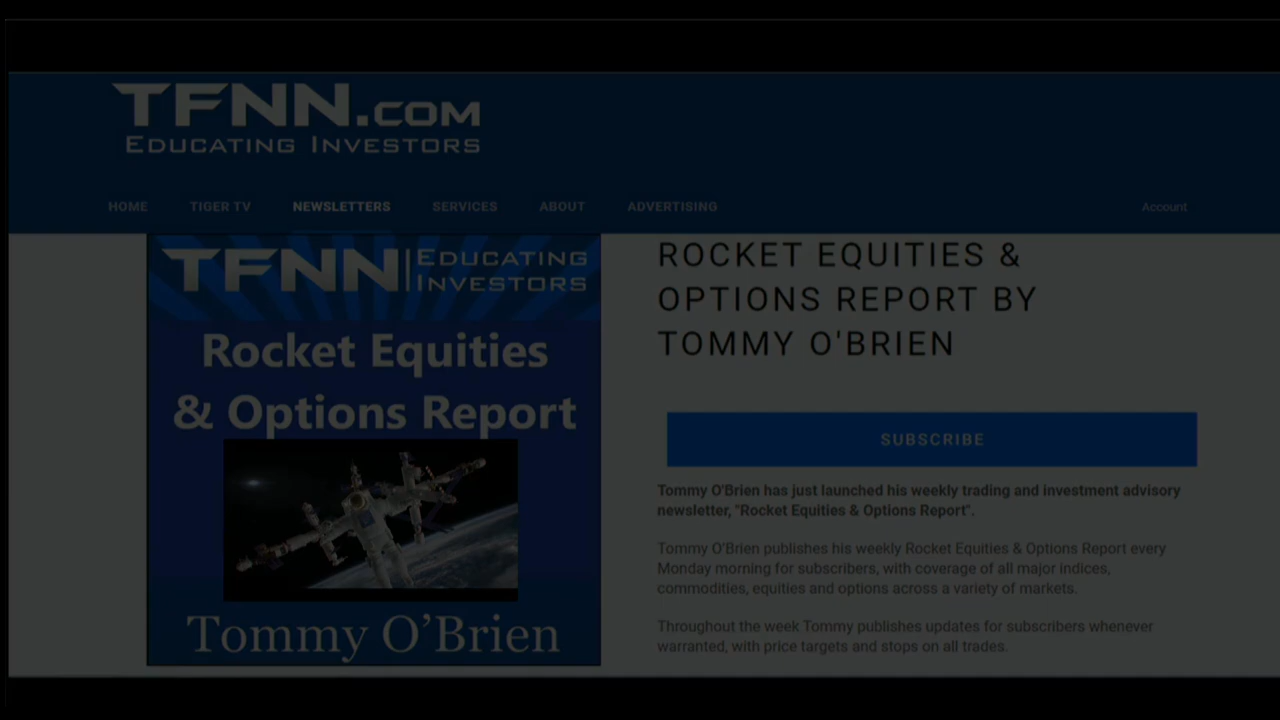 TFNN.COM
EDUCATING INVESTORS
HOME TIGER TV NEWSLETTERS SERVICES ABOUT ADVERTISING Account
TFNN EDUCATING
INVESTORS
Rocket Equities
& Options Report
Tommy O'Brien
ROCKET EQUITIES &
OPTIONS REPORT BY
TOMMY O'BRIEN
SUBSCRIBE
Tommy O'Brien has just launched his weekly trading and investment advisory
newsletter, "Rocket Equities & Options Report".
Tommy O'Brien publishes his weekly Rocket Equities & Options Report every
Monday morning for subscribers, with coverage of all major indices,
commodities, equities and options across a variety of markets.
Throughout the week Tommy publishes updates for subscribers whenever
warranted, with price targets and stops on all trades.